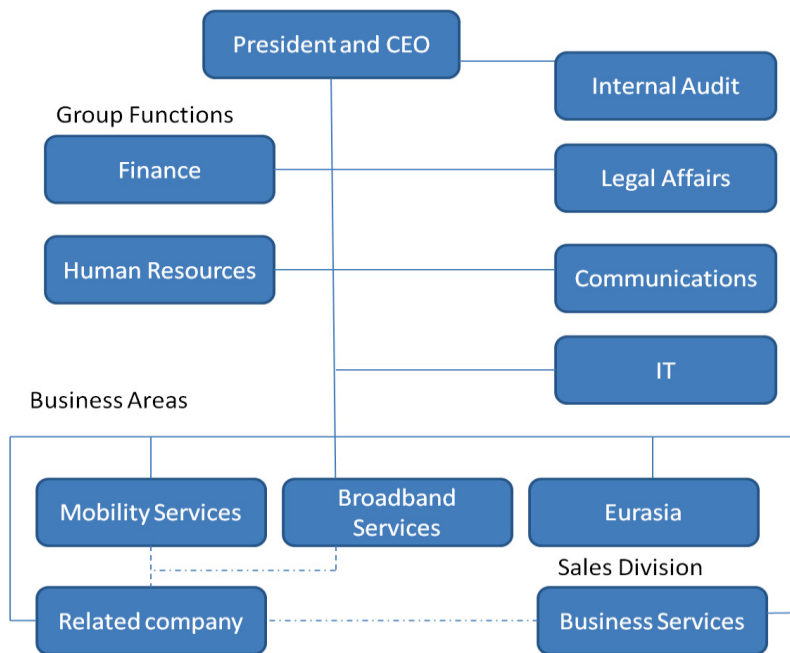 President and CEO
Internal Audit
Group Functions
Finance
Legal Affairs
Human Resources
Communications
IT
Business Areas
Mobility Services
Broadband
Services
Eurasia
Sales Division
Related company
Business Services